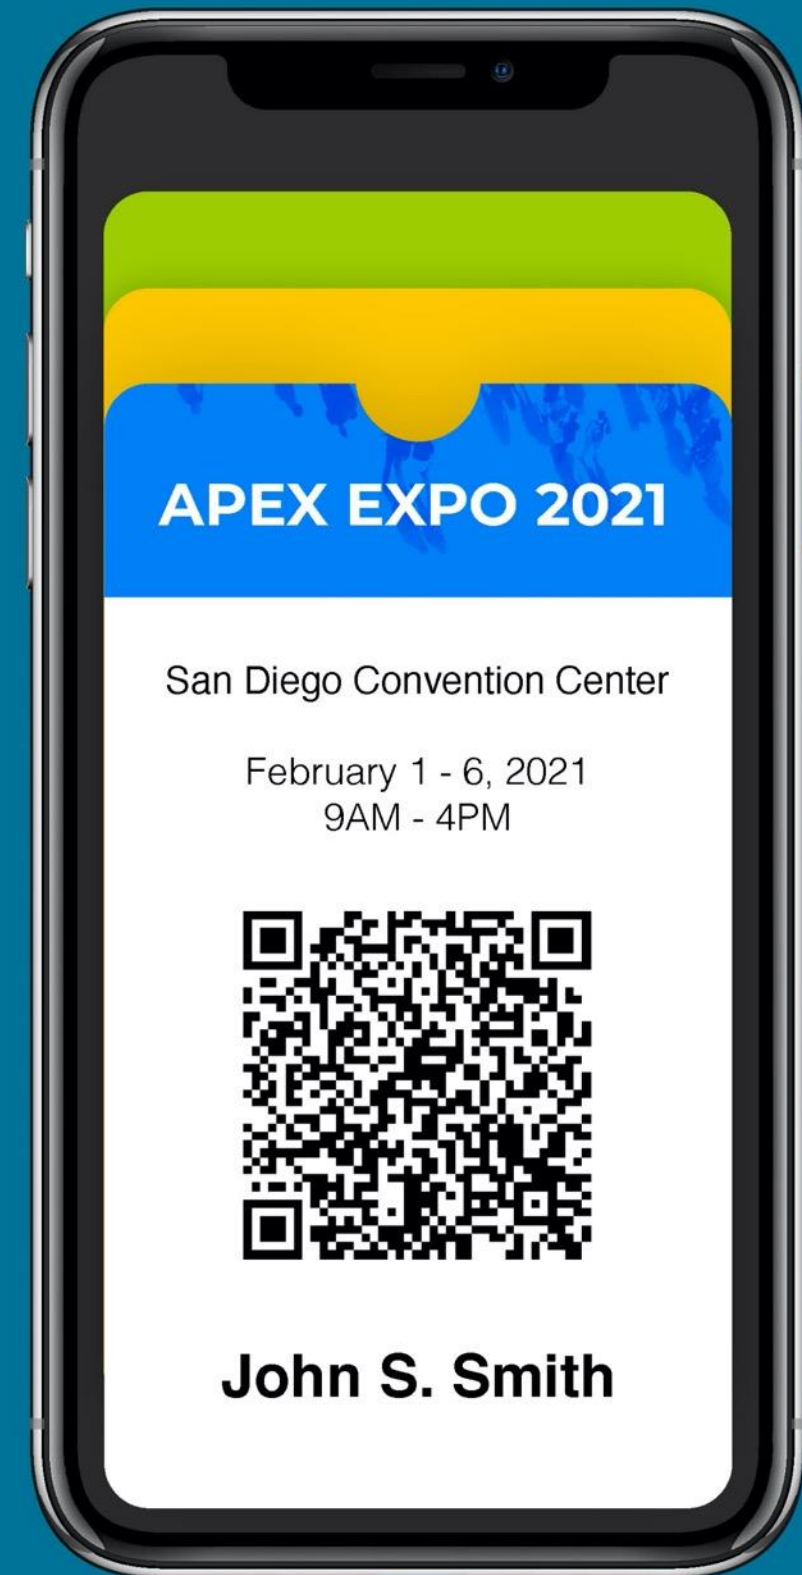 APEX EXPO 2021
San Diego Convention Center
February 1 - 6, 2021
9AM - 4PM
John S. Smith